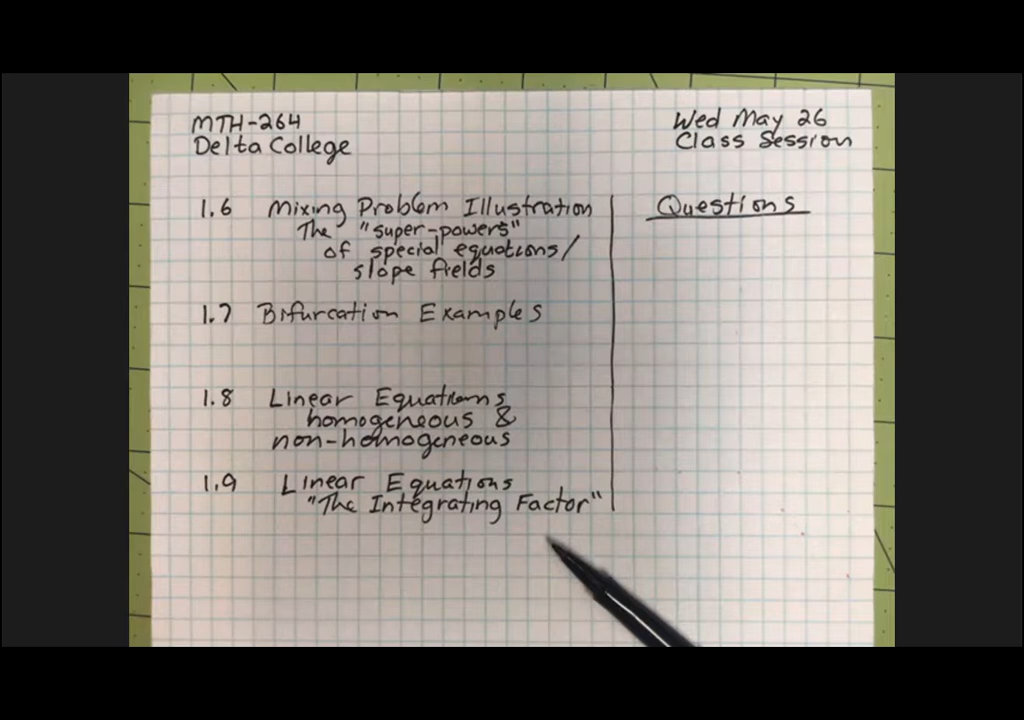 MTH-264
Delta College
Wed May 26
Class Session
1.6 Mixing Problem Illustration
The "super-powers"
of special equations/
slope fields
Questions
1.7 Bifurcation Examples
1.8 Linear Equations
homogeneous &
non-homogeneous
1.9 Linear Equations
"The Integrating Factor"